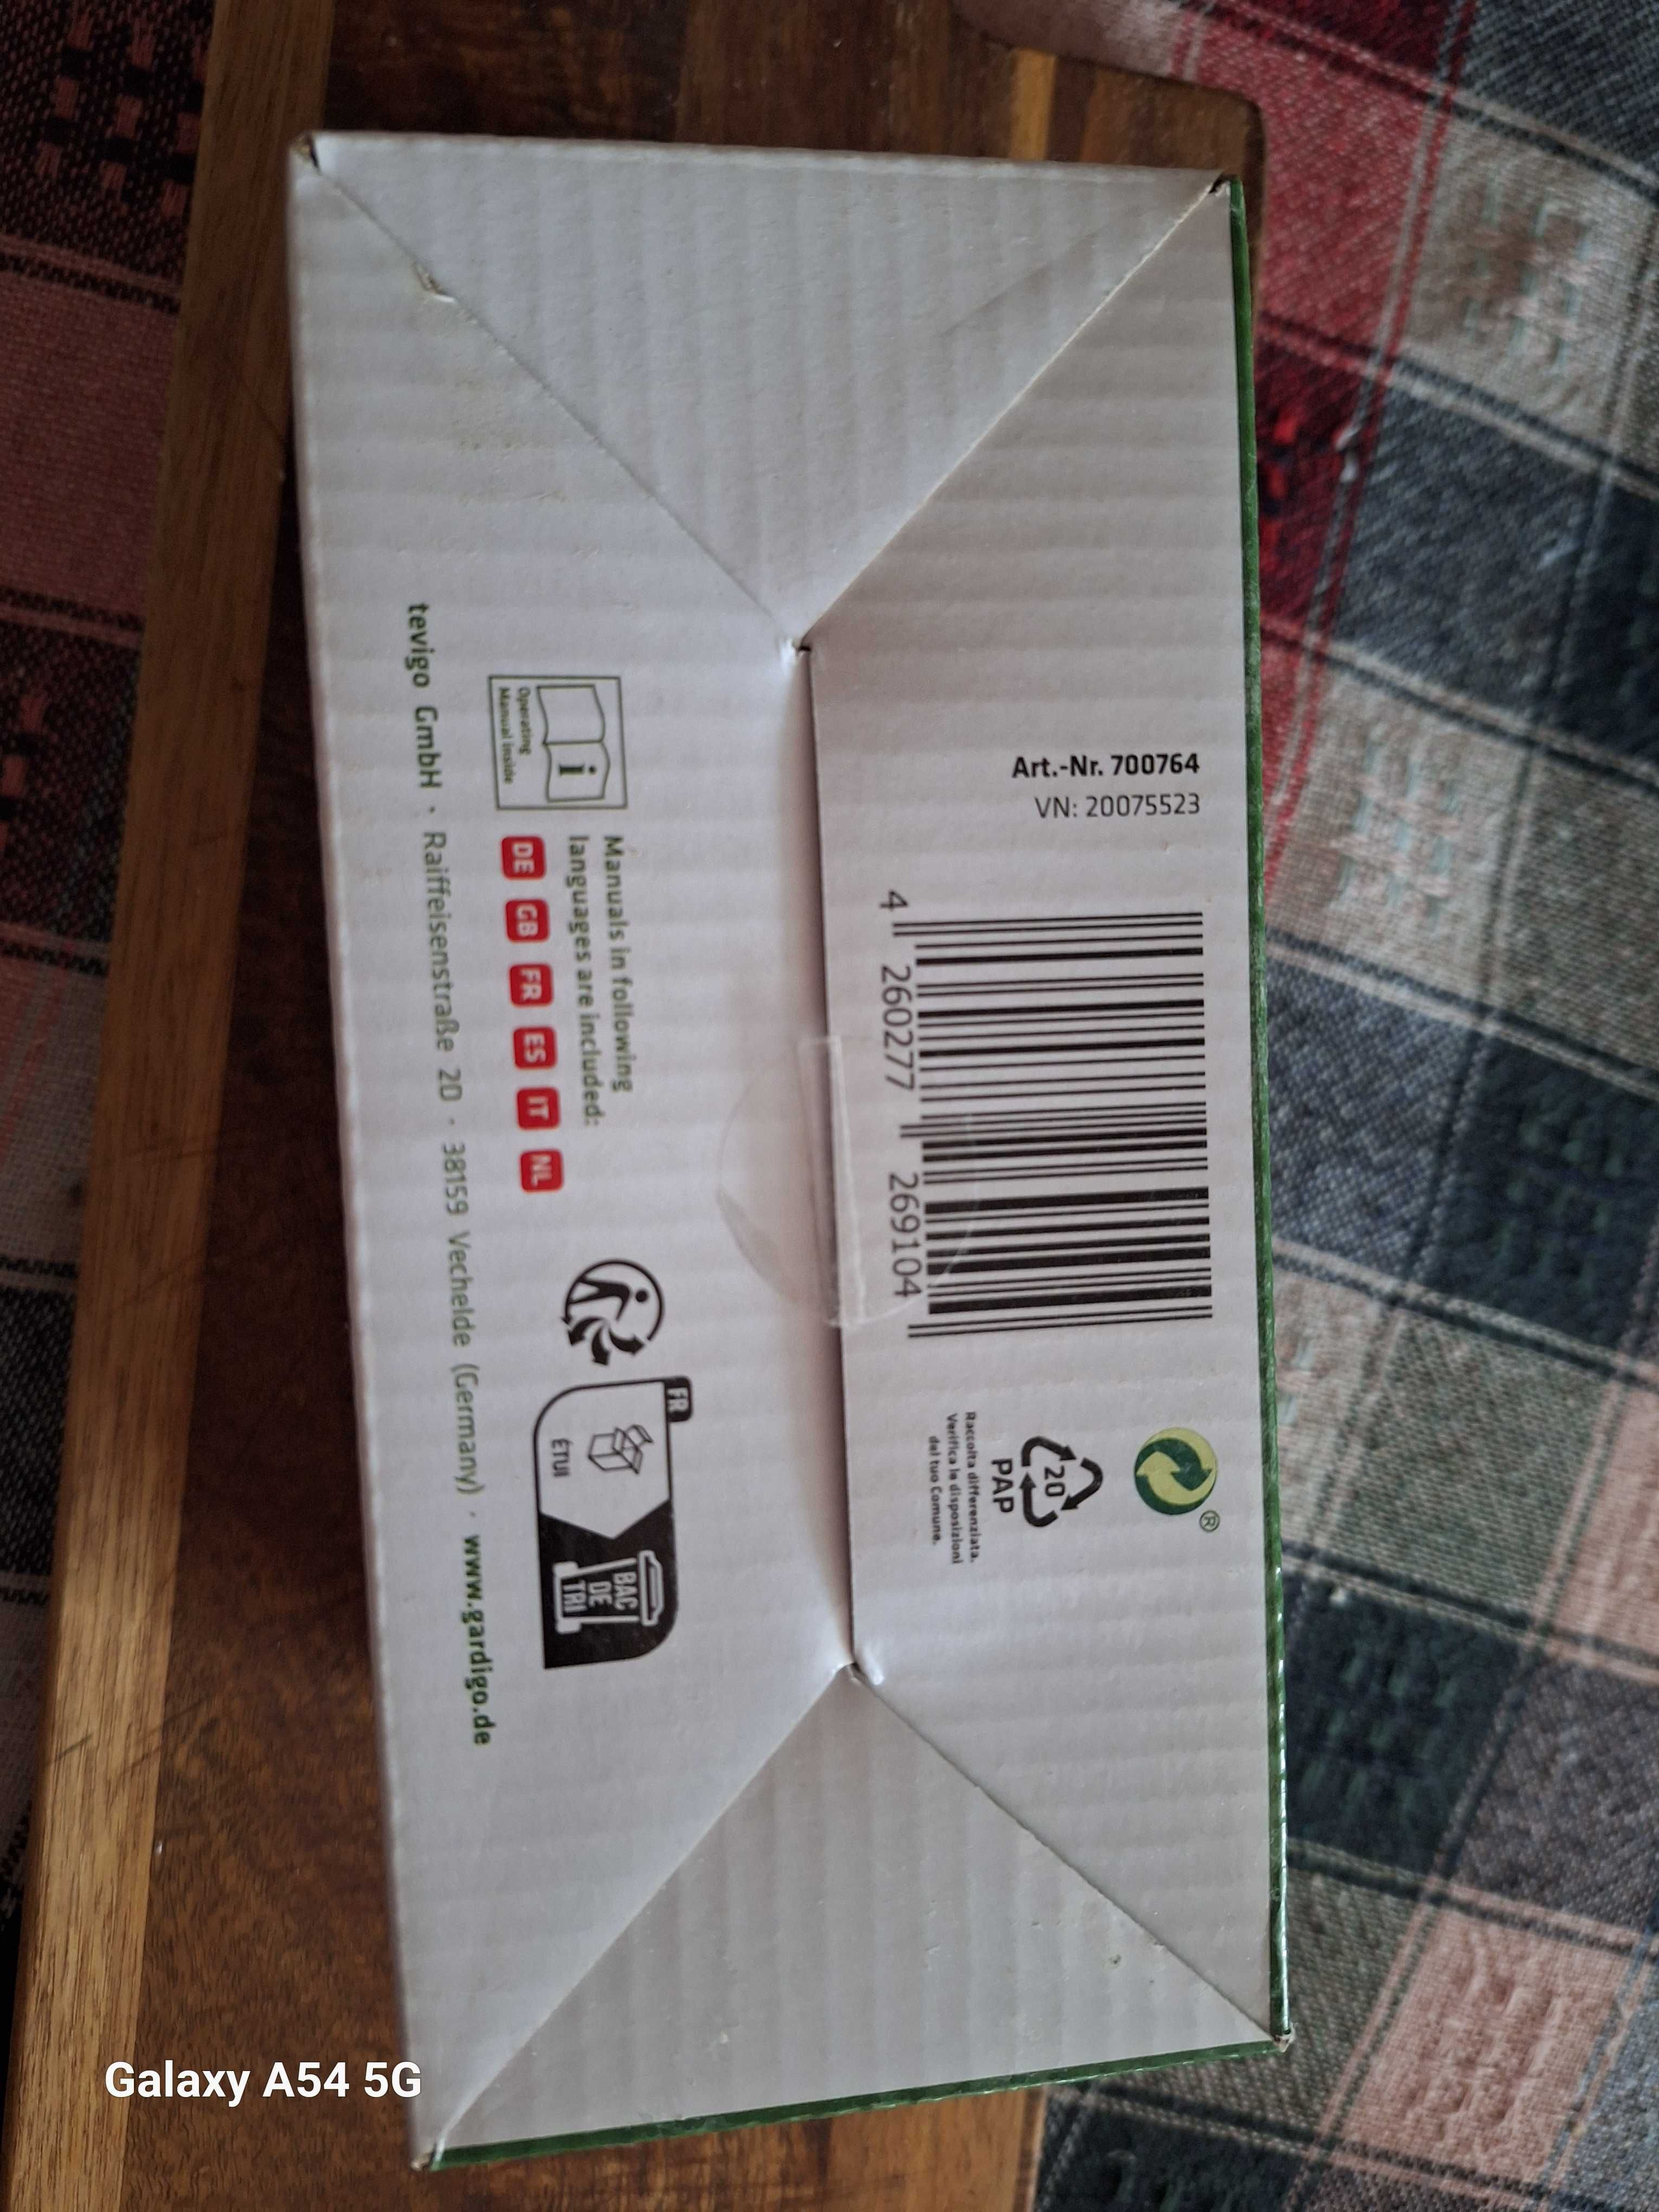 Art.-Nr. 700764
VN: 20075523
4 260277 269104
®
20
PAP
Raccolta differenziata.
Verifica le disposizioni
del tuo Comune.
Operating
Manual inside
Manuals in following
languages are included:
DE GB FR ES IT NL
FR
ÉTUI
BAC
DE
TRI
tevigo GmbH · Raiffeisenstraße 2D · 38159 Vechelde (Germany) · www.gardigo.de
Galaxy A54 5G